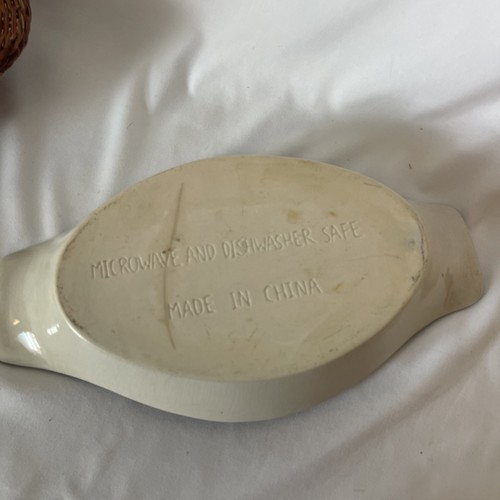 MICROWAVE AND DISHWASHER SAFE
MADE IN CHINA